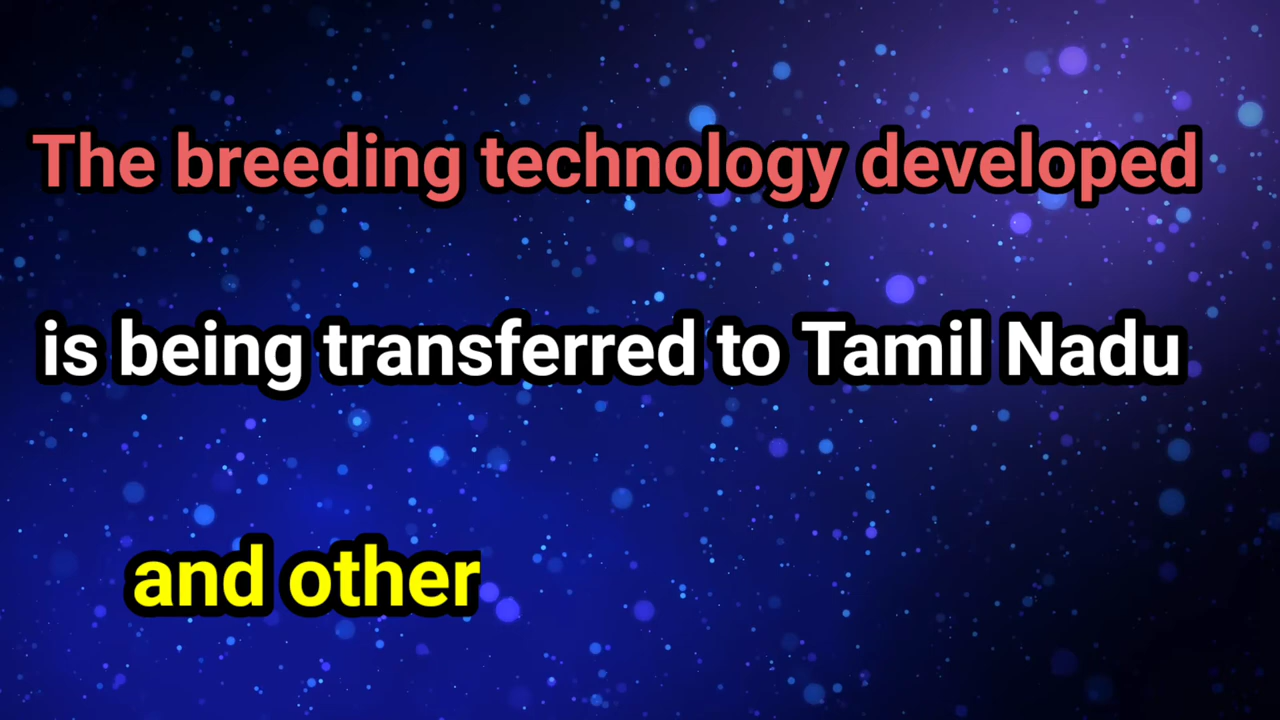 The breeding technology developed
is being transferred to Tamil Nadu
and other